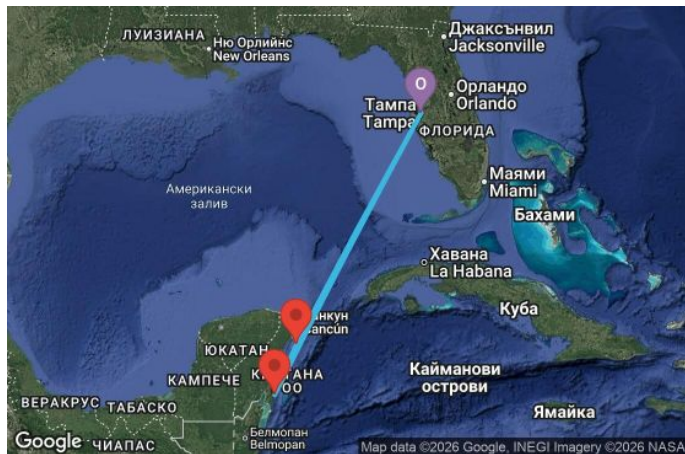 ЛУИЗИАНА
Ню Орлийнс
New Orleans
Джаксънвил
Jacksonville
O
Орландо
Orlando
Тампа
Tampa
ФЛОРИДА
Маями
Miami
Бахами
Американски
залив
Хавана
La Habana
Куба
ЮКАТАН
КАМПЕЧЕ
ВЕРАКРУС
ТАБАСКО
ЧИАПАС
Кайманови
острови
Ямайка
Белмопан
Belmopan
Google
Map data ©2026 Google, INEGI Imagery ©2026 NASA